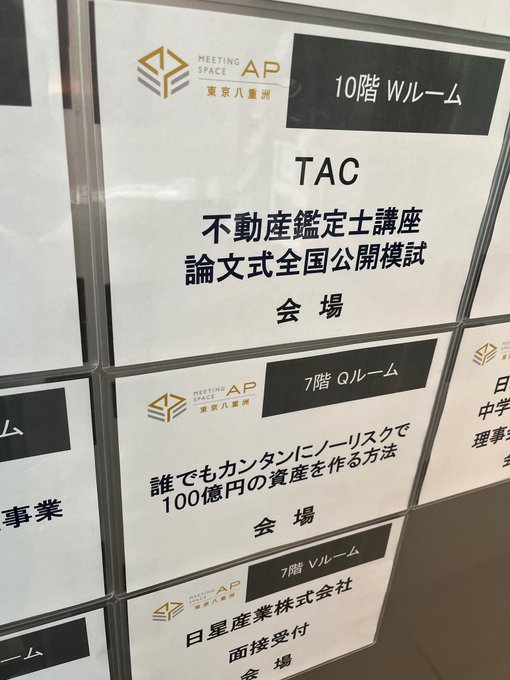 MEETING
SPACE AP
東京八重洲
10階 Wルーム
TAC
不動産鑑定士講座
論文式全国公開模試
会 場
MEETING
SPACE AP
東京八重洲
7階 Qルーム
誰でもカンタンにノーリスクで
100億円の資産を作る方法
会 場
MEETING
SPACE AP
東京八重洲
7階 Vルーム
日星産業株式会社
面接受付
会 場
ム
事業
ーム
日
中学
理事会